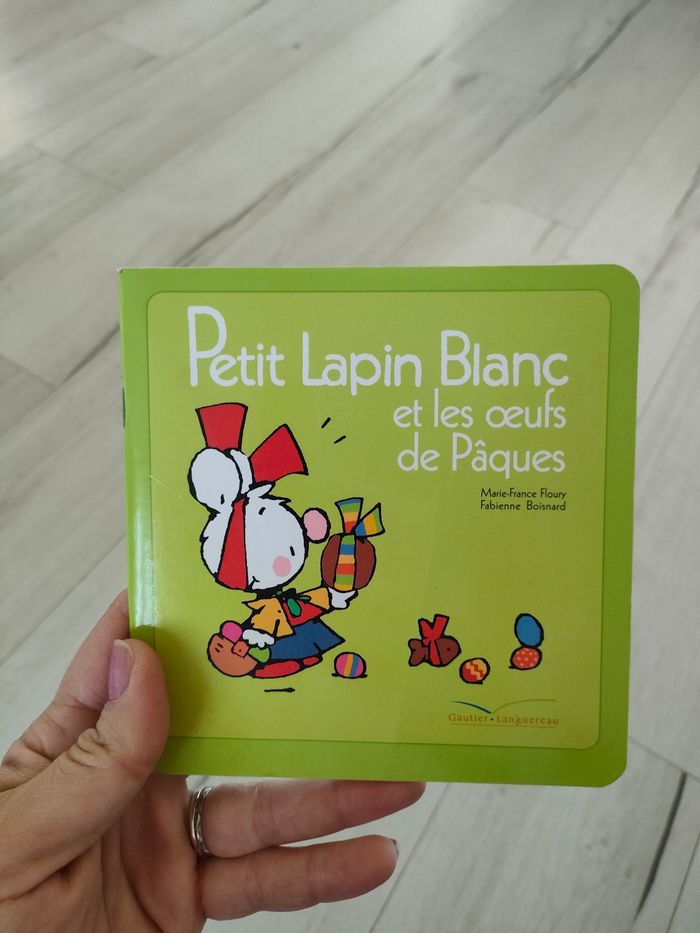 Petit Lapin Blanc
et les œufs
de Pâques
Marie-France Floury
Fabienne Boisnard
Gautier • Languereau